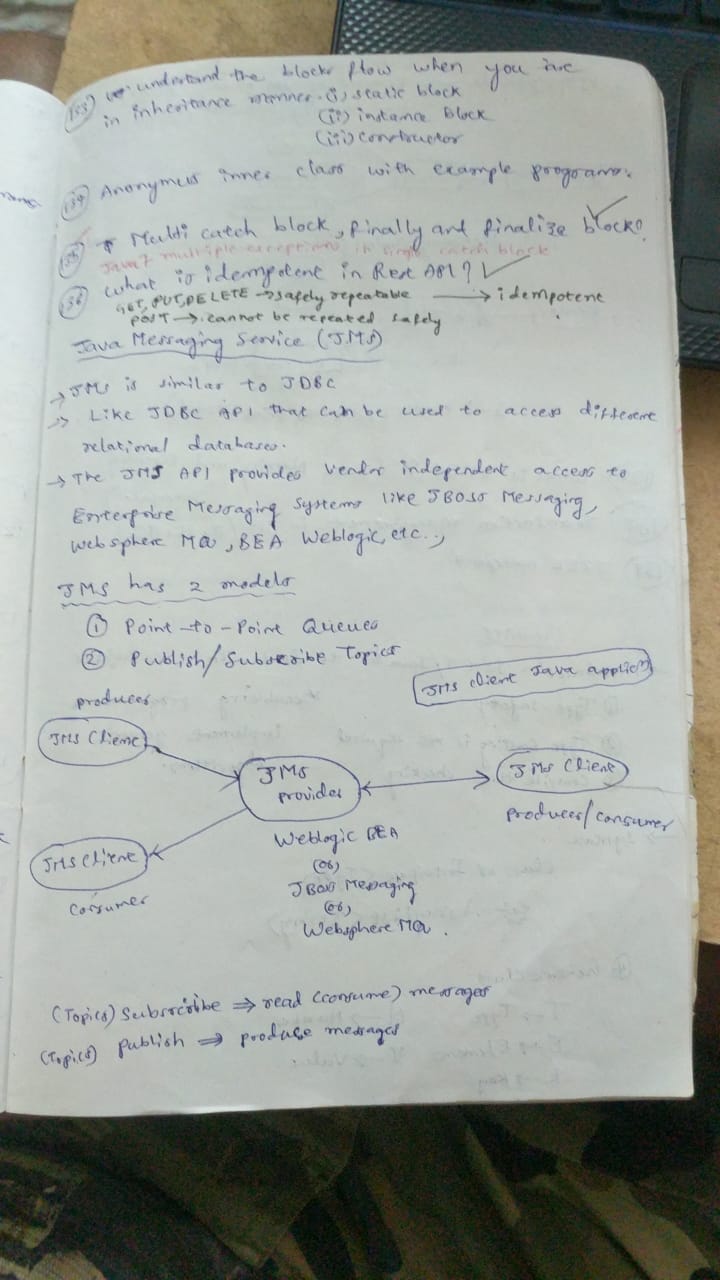 133) understand the blocks flow when you are
in inheritance manner. (i) static block
(ii) instance block
(iii) constructor
134) Anonymus inner class with example programs.
135) Multi catch block, finally and finalize block?
Java7 multiple exceptions in single catch block
136) What is idempotent in Rest API?
GET, PUT, DELETE → safely repeatable → idempotent
POST → cannot be repeated safely
Java Messaging Service (JMS)
→ JMS is similar to JDBC
→ Like JDBC API that can be used to access different
relational databases.
→ The JMS API provides vendor independent access to
Enterprise Messaging Systems like JBOSS Messaging,
Web sphere MQ, BEA Weblogic, etc..,
JMS has 2 models
① Point-to-Point Queues
② Publish/Subscribe Topics
JMS client Java applicn
producer
JMS Client
JMS provider
JMS Client
producer/consumer
JMS Client
consumer
Weblogic BEA
(or)
JBOSS Messaging
(or)
Websphere MQ.
(Topics) Subscribe ⇒ read (consume) messages
(Topics) publish ⇒ produce messages